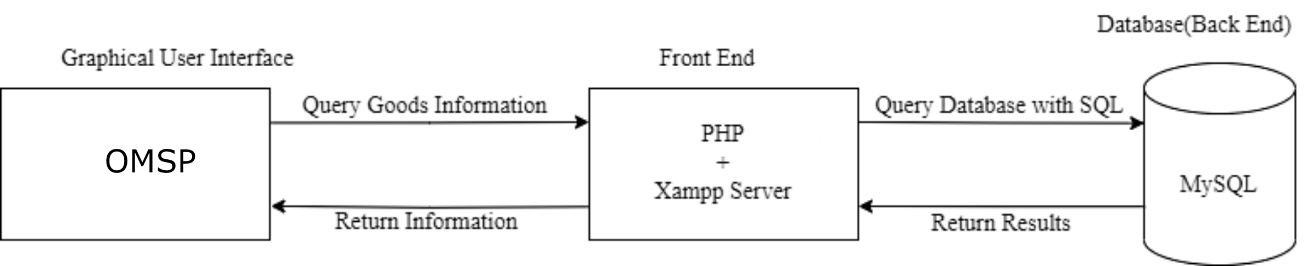 Database(Back End)
Graphical User Interface
Front End
Query Goods Information
Query Database with SQL
OMSP
PHP
+
Xampp Server
MySQL
Return Information
Return Results